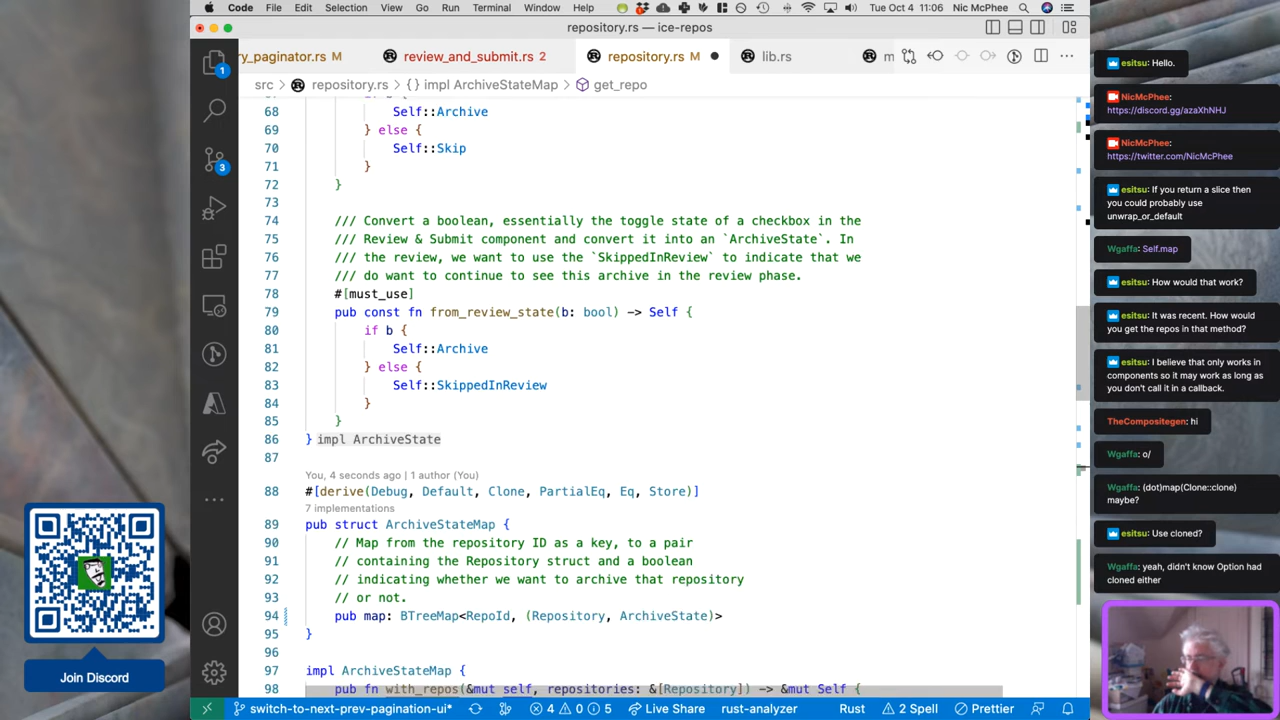 Code File Edit Selection View Go Run Terminal Window Help Tue Oct 4 11:06 Nic McPhee
repository.rs — ice-repos
ry_paginator.rs M review_and_submit.rs 2 repository.rs M lib.rs m
src > repository.rs > {} impl ArchiveStateMap > get_repo
68 Self::Archive
69 } else {
70 Self::Skip
71 }
72 }
73
74 /// Convert a boolean, essentially the toggle state of a checkbox in the
75 /// Review & Submit component and convert it into an `ArchiveState`. In
76 /// the review, we want to use the `SkippedInReview` to indicate that we
77 /// do want to continue to see this archive in the review phase.
78 #[must_use]
79 pub const fn from_review_state(b: bool) -> Self {
80 if b {
81 Self::Archive
82 } else {
83 Self::SkippedInReview
84 }
85 }
86 } impl ArchiveState
87
You, 4 seconds ago | 1 author (You)
88 #[derive(Debug, Default, Clone, PartialEq, Eq, Store)]
7 implementations
89 pub struct ArchiveStateMap {
90 // Map from the repository ID as a key, to a pair
91 // containing the Repository struct and a boolean
92 // indicating whether we want to archive that repository
93 // or not.
94 pub map: BTreeMap<RepoId, (Repository, ArchiveState)>
95 }
96
97 impl ArchiveStateMap {
98 pub fn with_repos(&mut self, repositories: &[Repository]) -> &mut Self {
switch-to-next-prev-pagination-ui* 4 0 5 Live Share rust-analyzer Rust 2 Spell Prettier
1
3
Join Discord
esitsu: Hello.
NicMcPhee:
https://discord.gg/azaXhNHJ
NicMcPhee:
https://twitter.com/NicMcPhee
esitsu: If you return a slice then
you could probably use
unwrap_or_default
Wgaffa: Self.map
esitsu: How would that work?
esitsu: It was recent. How would
you get the repos in that method?
esitsu: I believe that only works in
components so it may work as long as
you don't call it in a callback.
TheCompositegen: hi
Wgaffa: o/
Wgaffa: (dot)map(Clone::clone)
maybe?
esitsu: Use cloned?
Wgaffa: yeah, didn't know Option had
cloned either